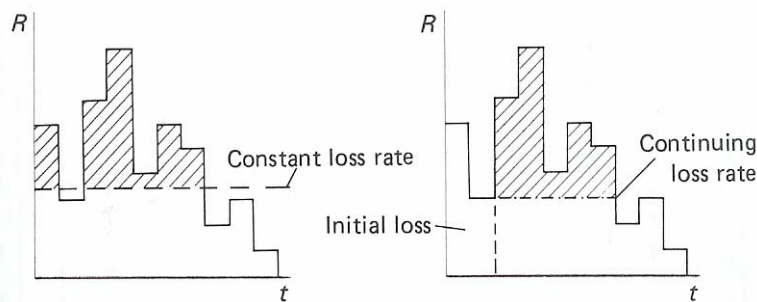 R
Constant loss rate
t
R
Continuing
loss rate
Initial loss
t